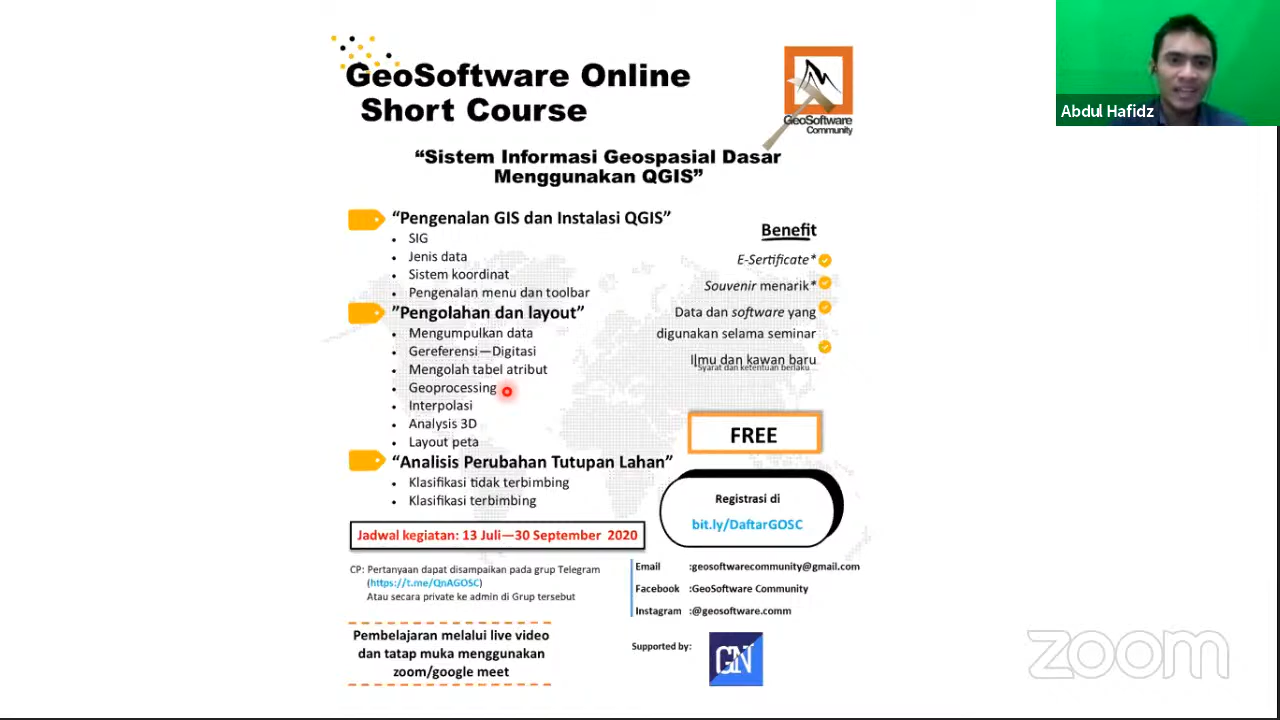 GeoSoftware Online
Short Course
GeoSoftware
Community
Abdul Hafidz
“Sistem Informasi Geospasial Dasar
Menggunakan QGIS”
“Pengenalan GIS dan Instalasi QGIS”
• SIG
• Jenis data
• Sistem koordinat
• Pengenalan menu dan toolbar
”Pengolahan dan layout”
• Mengumpulkan data
• Gereferensi—Digitasi
• Mengolah tabel atribut
• Geoprocessing
• Interpolasi
• Analysis 3D
• Layout peta
“Analisis Perubahan Tutupan Lahan”
• Klasifikasi tidak terbimbing
• Klasifikasi terbimbing
Jadwal kegiatan: 13 Juli—30 September 2020
CP: Pertanyaan dapat disampaikan pada grup Telegram
(https://t.me/QnAGOSC)
Atau secara private ke admin di Grup tersebut
Pembelajaran melalui live video
dan tatap muka menggunakan
zoom/google meet
Benefit
E-Sertificate*
Souvenir menarik*
Data dan software yang
digunakan selama seminar
Ilmu dan kawan baru
*Syarat dan ketentuan berlaku
FREE
Registrasi di
bit.ly/DaftarGOSC
Email :geosoftwarecommunity@gmail.com
Facebook :GeoSoftware Community
Instagram :@geosoftware.comm
Supported by:
GN
zoom